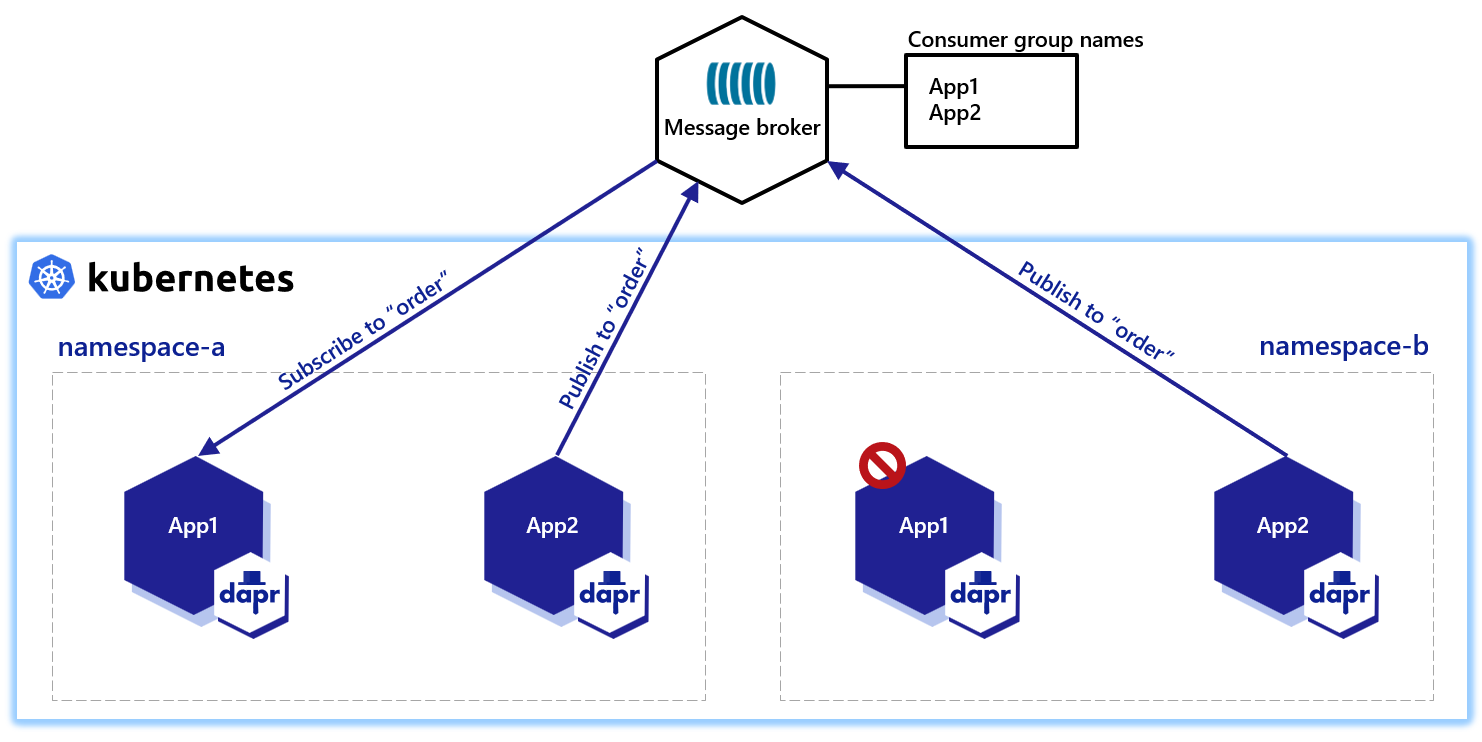 Consumer group names
Message broker
App1
App2
kubernetes
Subscribe to “order”
Publish to “order”
Publish to “order”
namespace-a
namespace-b
App1
dapr
App2
dapr
App1
dapr
App2
dapr